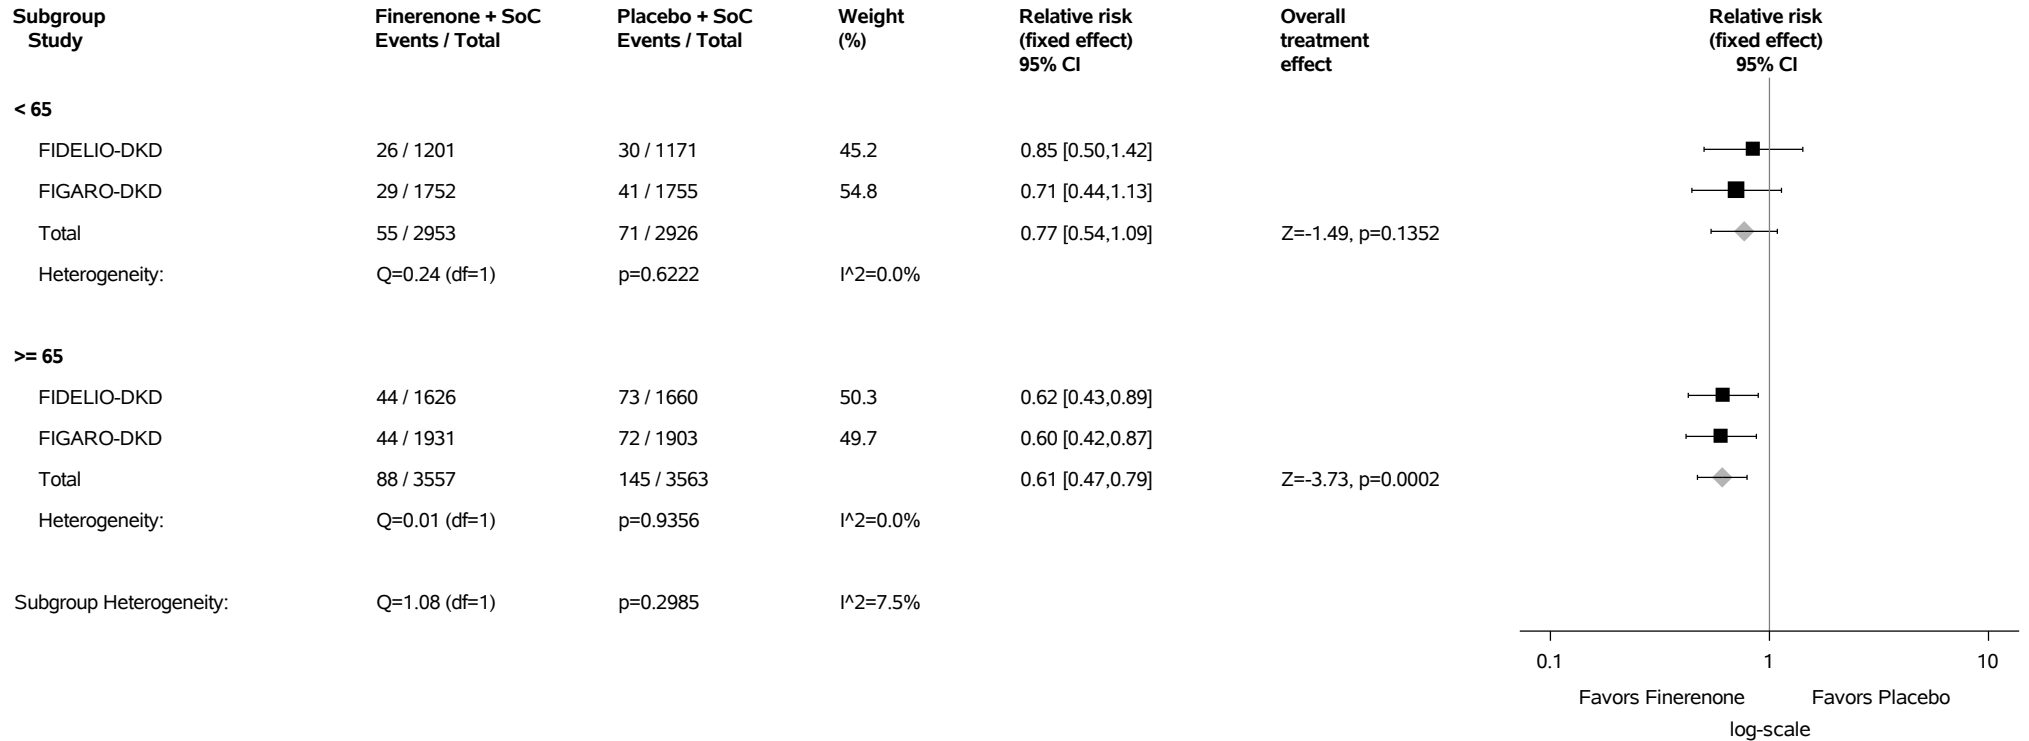 Subgroup Finerenone + SoC Placebo + SoC Weight Relative risk Overall Relative risk
Study Events / Total Events / Total (%) (fixed effect) treatment (fixed effect)
95% CI effect 95% CI
< 65
FIDELIO-DKD 26 / 1201 30 / 1171 45.2 0.85 [0.50,1.42]
FIGARO-DKD 29 / 1752 41 / 1755 54.8 0.71 [0.44,1.13]
Total 55 / 2953 71 / 2926 0.77 [0.54,1.09] Z=-1.49, p=0.1352
Heterogeneity: Q=0.24 (df=1) p=0.6222 I^2=0.0%
>= 65
FIDELIO-DKD 44 / 1626 73 / 1660 50.3 0.62 [0.43,0.89]
FIGARO-DKD 44 / 1931 72 / 1903 49.7 0.60 [0.42,0.87]
Total 88 / 3557 145 / 3563 0.61 [0.47,0.79] Z=-3.73, p=0.0002
Heterogeneity: Q=0.01 (df=1) p=0.9356 I^2=0.0%
Subgroup Heterogeneity: Q=1.08 (df=1) p=0.2985 I^2=7.5%
0.1 1 10
Favors Finerenone Favors Placebo
log-scale